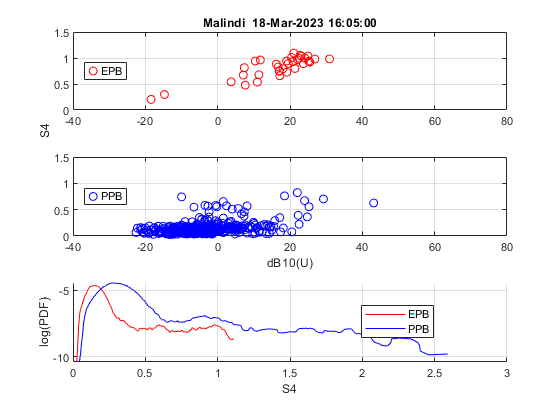 Malindi 18-Mar-2023 16:05:00
1.5
1
0.5
0
EPB
S4
-40 -20 0 20 40 60 80
1.5
1
0.5
0
PPB
-40 -20 0 20 40 60 80
dB10(U)
-5
-10
log(PDF)
EPB
PPB
0 0.5 1 1.5 2 2.5 3
S4